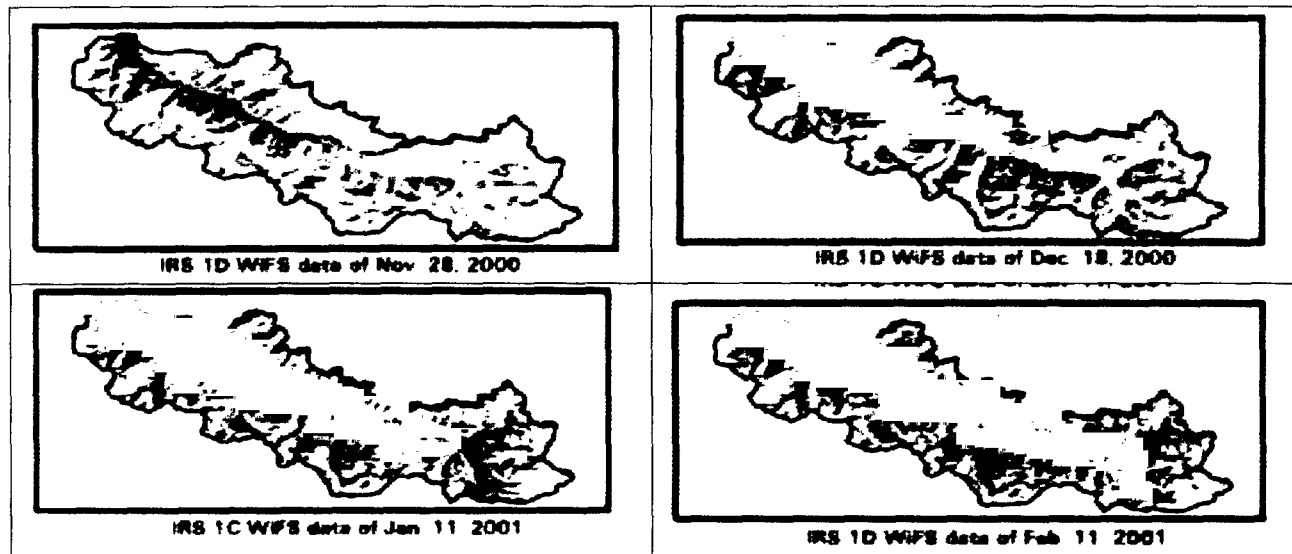 IRS 1D WiFS data of Nov 28, 2000
IRS 1D WiFS data of Dec 18, 2000
IRS 1C WiFS data of Jan 11 2001
IRS 1D WiFS data of Feb 11 2001